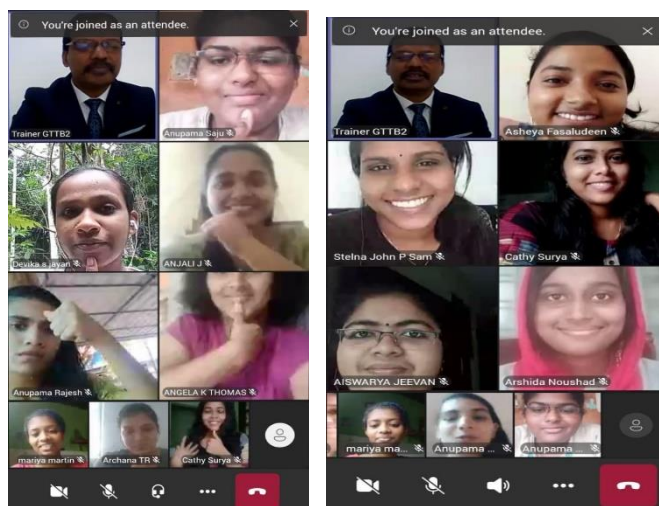 You're joined as an attendee.
Trainer GTTB2
Anupama Saju
Devika s jayan
ANJALI J
Anupama Rajesh
ANGELA K THOMAS
mariya martin
Archana TR
Cathy Surya
You're joined as an attendee.
Trainer GTTB2
Asheya Fasaludeen
Stelna John P Sam
Cathy Surya
AISWARYA JEEVAN
Arshida Noushad
mariya ma...
Anupama ...
Anupama ...